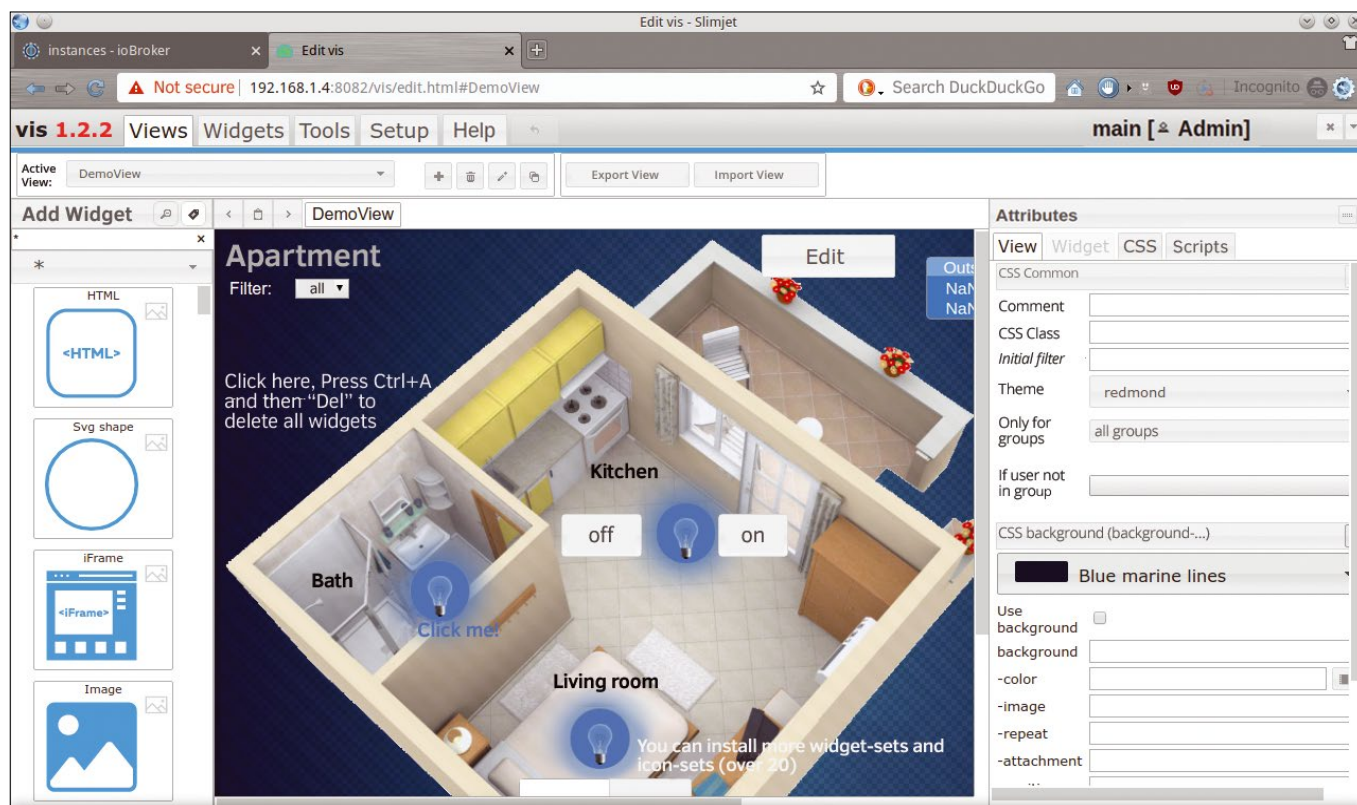 Edit vis - Slimjet
instances - ioBroker
Edit vis
Not secure 192.168.1.4:8082/vis/edit.html#DemoView
Search DuckDuckGo
Incognito
vis 1.2.2 Views Widgets Tools Setup Help
main [ Admin]
Active View:
DemoView
Export View
Import View
Add Widget
DemoView
Attributes
*
x
*
View Widget CSS Scripts
HTML
<HTML>
Svg shape
iFrame
<iFrame>
Image
Apartment
Filter: all
Edit
Outs
NaN
NaN
Click here, Press Ctrl+A
and then “Del” to
delete all widgets
Kitchen
off
on
Bath
Click me!
Living room
You can install more widget-sets and
icon-sets (over 20)
CSS Common
Comment
CSS Class
Initial filter
Theme redmond
Only for
groups
all groups
If user not
in group
CSS background (background-...)
Blue marine lines
Use
background
background
-color
-image
-repeat
-attachment